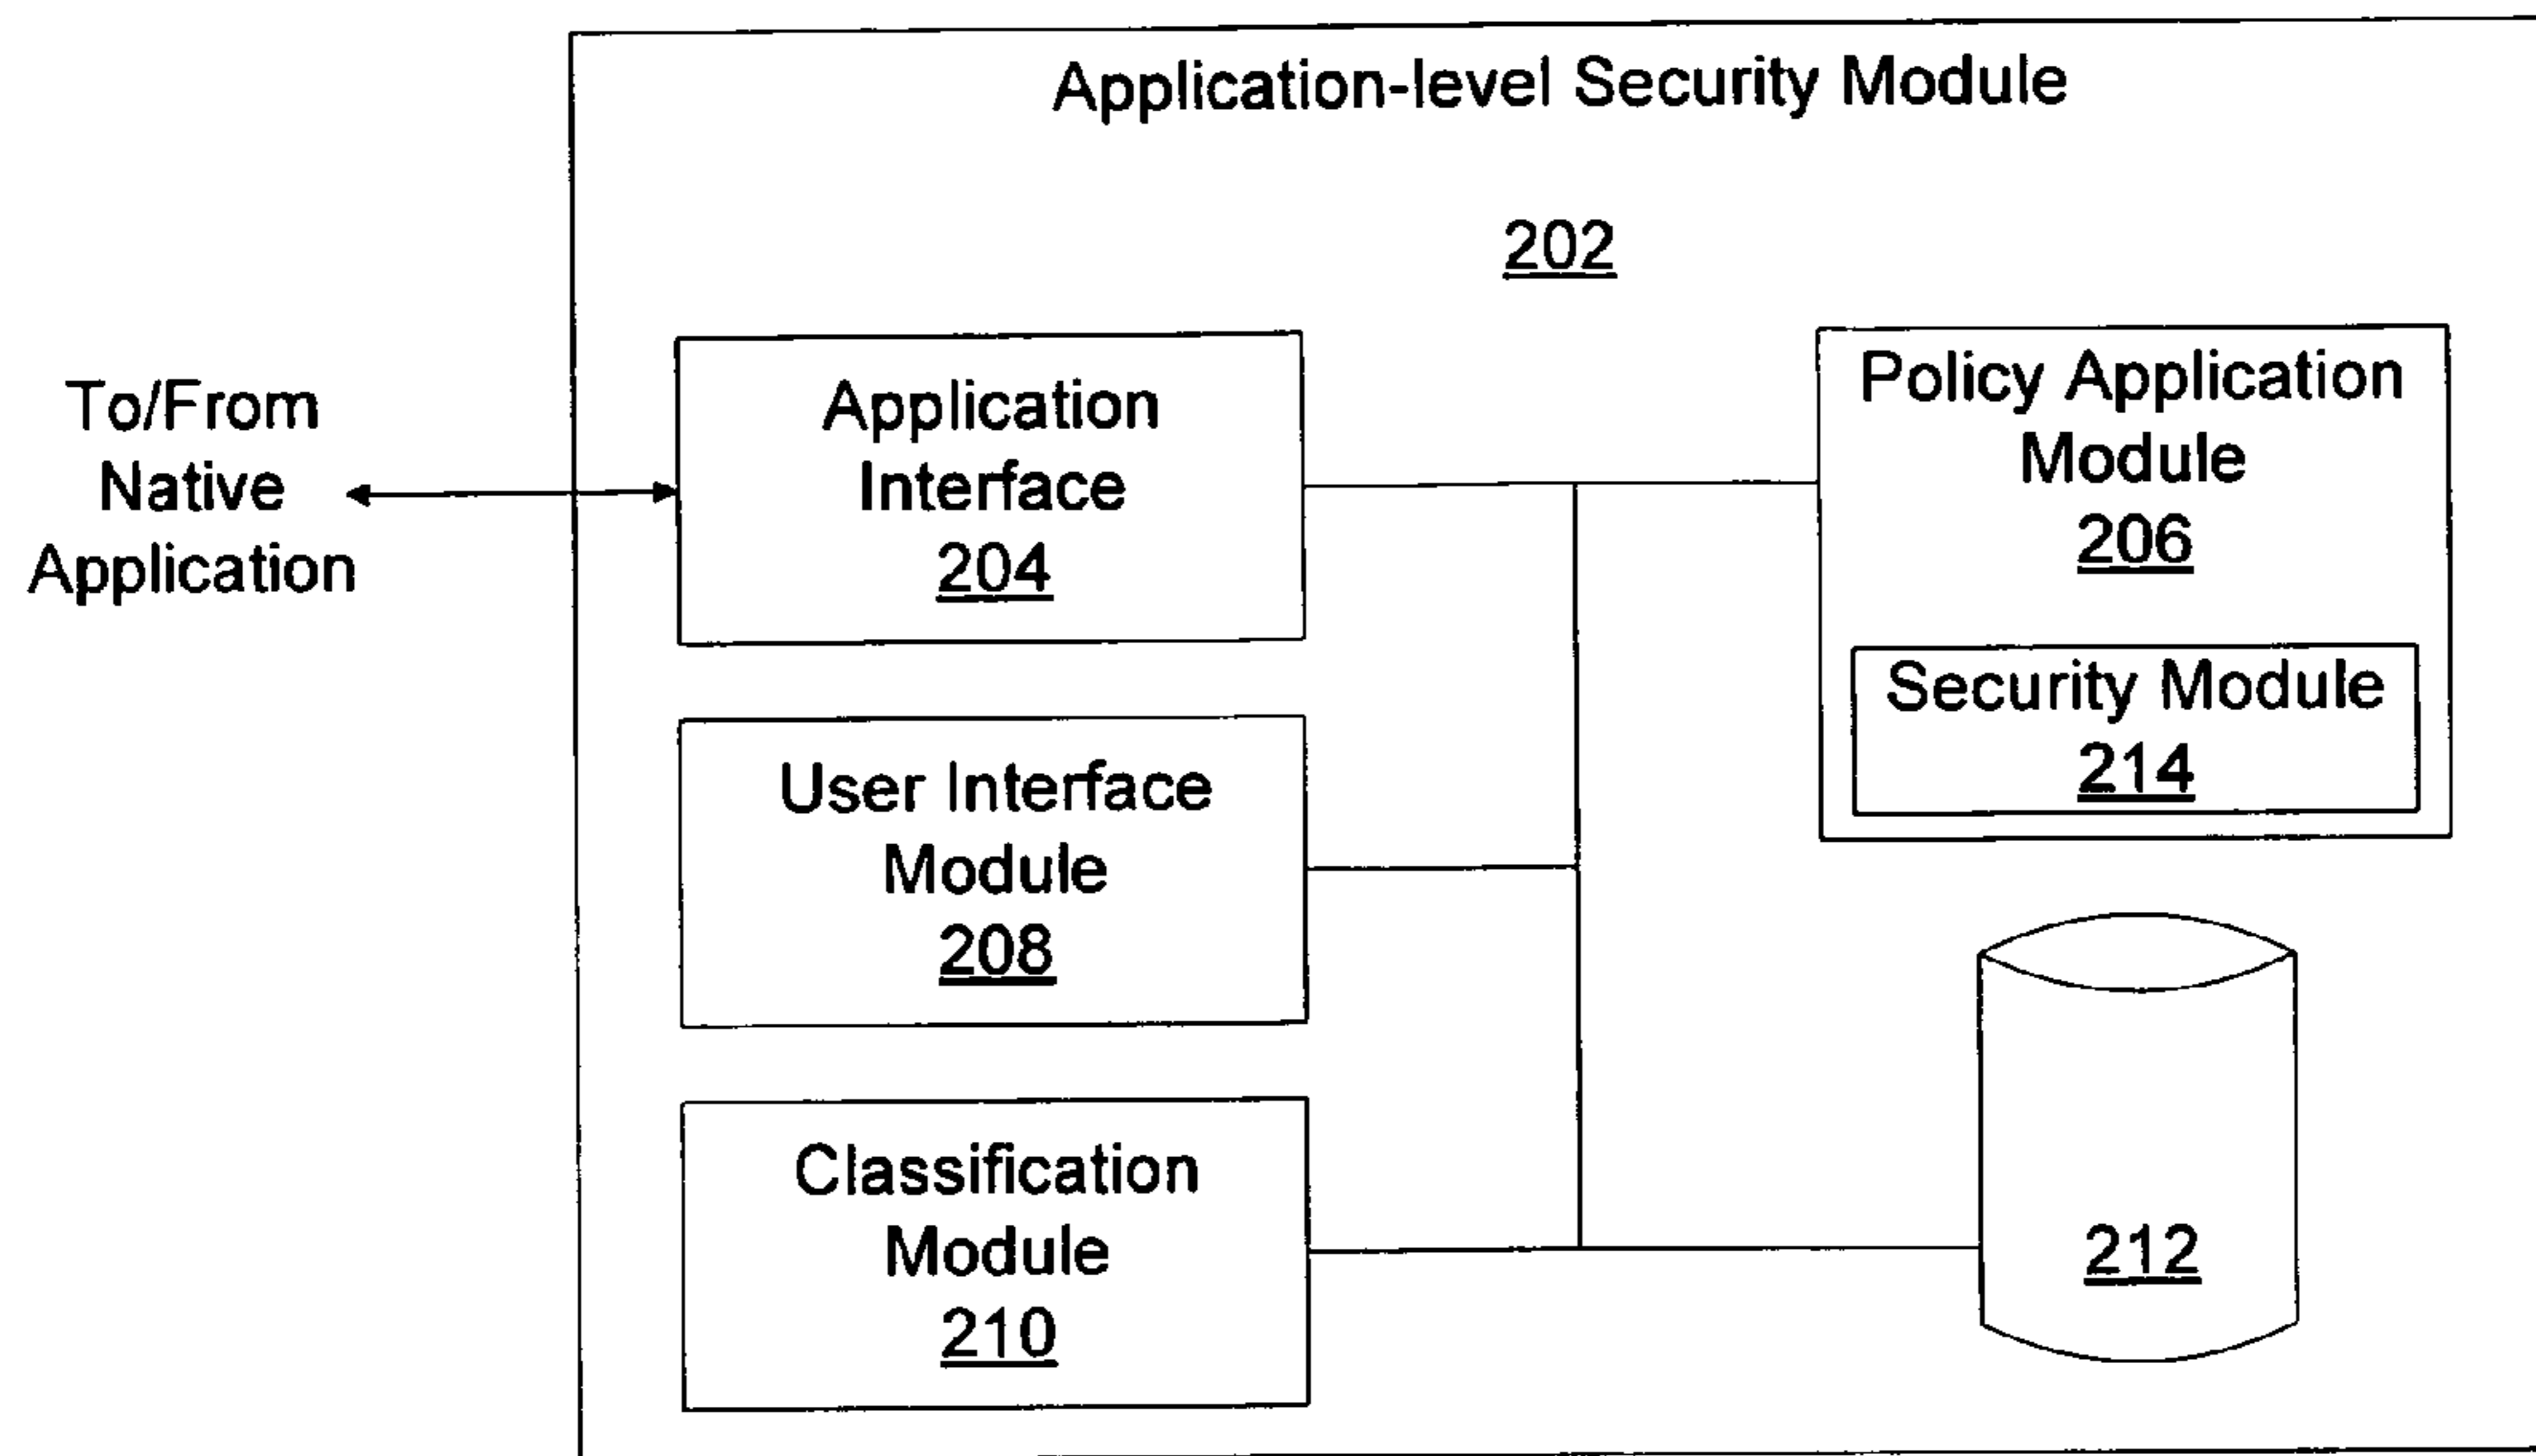 Application-level Security Module
202
To/From
Native
Application
Application
Interface
204
Policy Application
Module
206
Security Module
214
User Interface
Module
208
Classification
Module
210
212